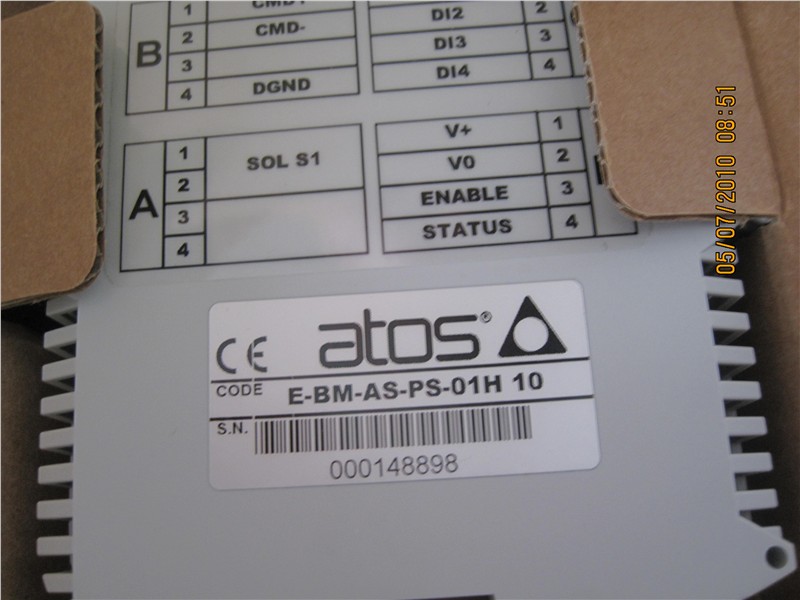 B
1 CMD+
2 CMD-
3
4 DGND
DI2 2
DI3 3
DI4 4
A
1 SOL S1
2
3
4
V+ 1
V0 2
ENABLE 3
STATUS 4
CE atos®
CODE E-BM-AS-PS-01H 10
S.N.
000148898
05/07/2010 08:51